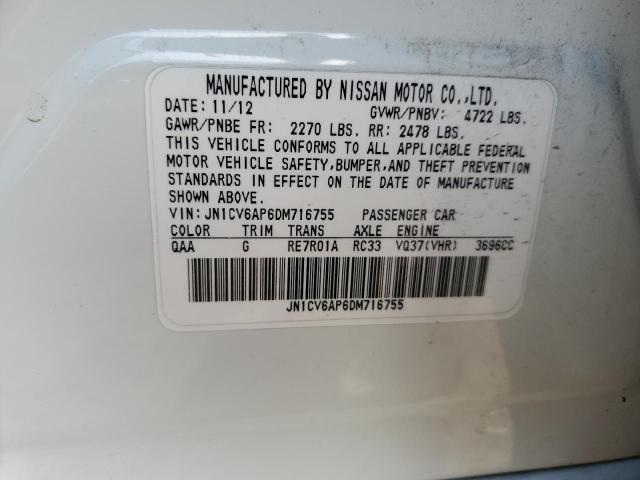 MANUFACTURED BY NISSAN MOTOR CO.,LTD.
DATE: 11/12 GVWR/PNBV: 4722 LBS.
GAWR/PNBE FR: 2270 LBS. RR: 2478 LBS.
THIS VEHICLE CONFORMS TO ALL APPLICABLE FEDERAL
MOTOR VEHICLE SAFETY,BUMPER,AND THEFT PREVENTION
STANDARDS IN EFFECT ON THE DATE OF MANUFACTURE
SHOWN ABOVE.
VIN:JN1CV6AP6DM716755 PASSENGER CAR
COLOR TRIM TRANS AXLE ENGINE
QAA G RE7R01A RC33 VQ37(VHR) 3696CC
JN1CV6AP6DM716755